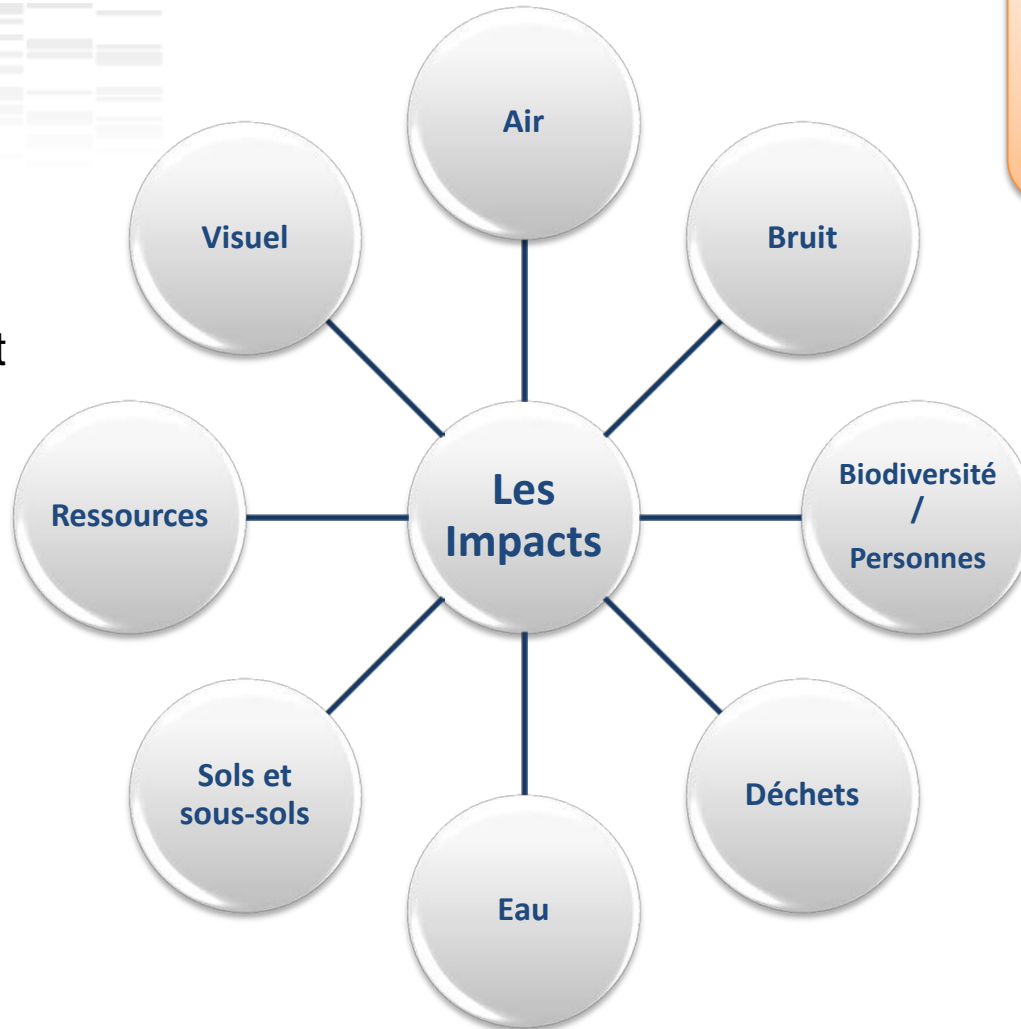 Air
Visuel
Bruit
t
Ressources
Les
Impacts
Biodiversité
/
Personnes
Sols et
sous-sols
Déchets
Eau